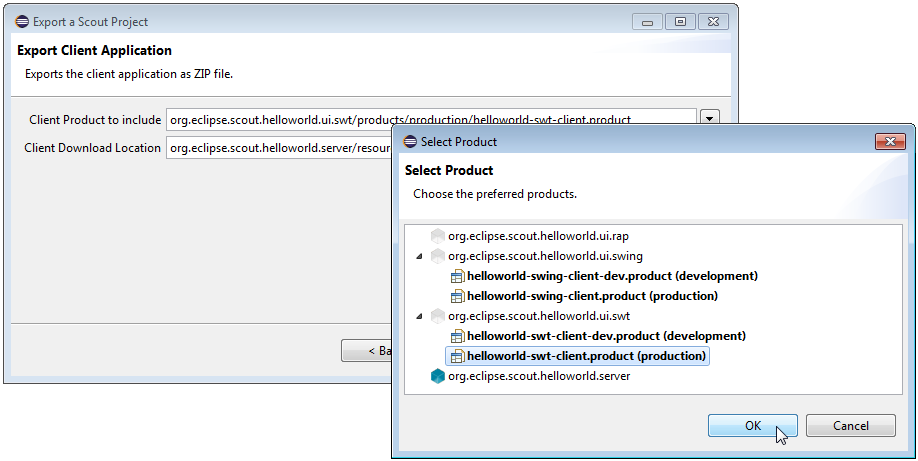 Export a Scout Project
Export Client Application
Exports the client application as ZIP file.
Client Product to include org.eclipse.scout.helloworld.ui.swt/products/production/helloworld-swt-client.product
Client Download Location org.eclipse.scout.helloworld.server/resour
< Ba
Select Product
Select Product
Choose the preferred products.
org.eclipse.scout.helloworld.ui.rap
org.eclipse.scout.helloworld.ui.swing
helloworld-swing-client-dev.product (development)
helloworld-swing-client.product (production)
org.eclipse.scout.helloworld.ui.swt
helloworld-swt-client-dev.product (development)
helloworld-swt-client.product (production)
org.eclipse.scout.helloworld.server
OK Cancel